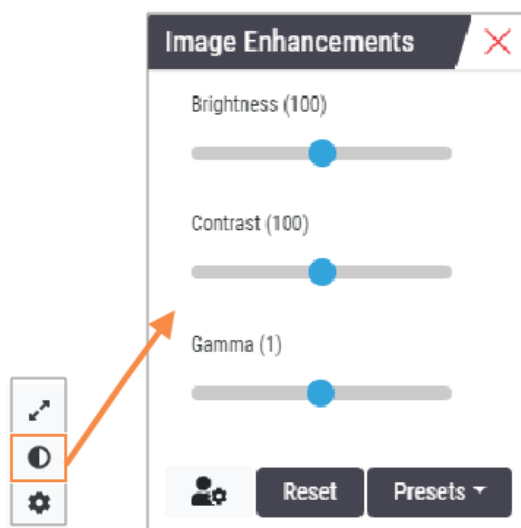 Image Enhancements
Brightness (100)
Contrast (100)
Gamma (1)
Reset Presets